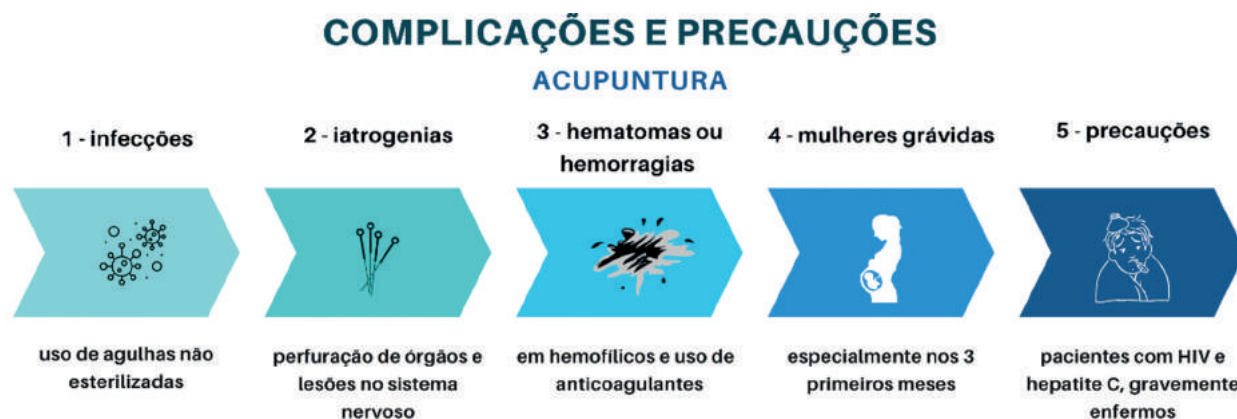 COMPLICAÇÕES E PRECAUÇÕES
ACUPUNTURA
1 - infecções
uso de agulhas não
esterilizadas
2 - iatrogenias
perfuração de órgãos e
lesões no sistema
nervoso
3 - hematomas ou
hemorragias
em hemofílicos e uso de
anticoagulantes
4 - mulheres grávidas
especialmente nos 3
primeiros meses
5 - precauções
pacientes com HIV e
hepatite C, gravemente
enfermos